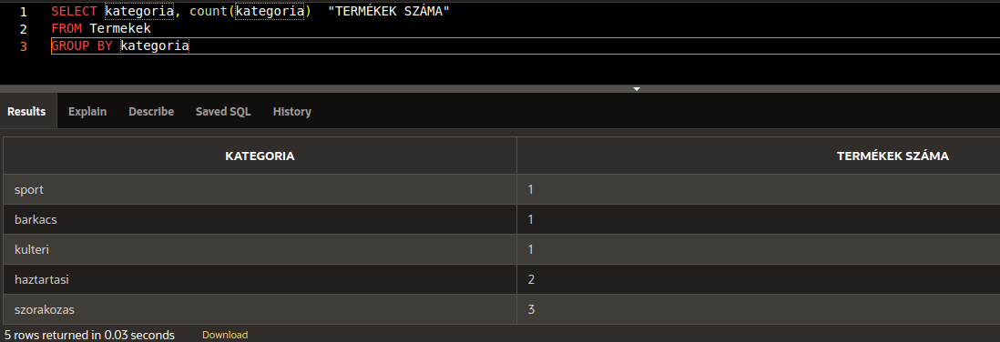 1 SELECT kategoria, count(kategoria)  "TERMÉKEK SZÁMA"
2 FROM Termekek
3 GROUP BY kategoria
Results Explain Describe Saved SQL History
KATEGORIA TERMÉKEK SZÁMA
sport 1
barkacs 1
kulteri 1
haztartasi 2
szorakozas 3
5 rows returned in 0.03 seconds Download